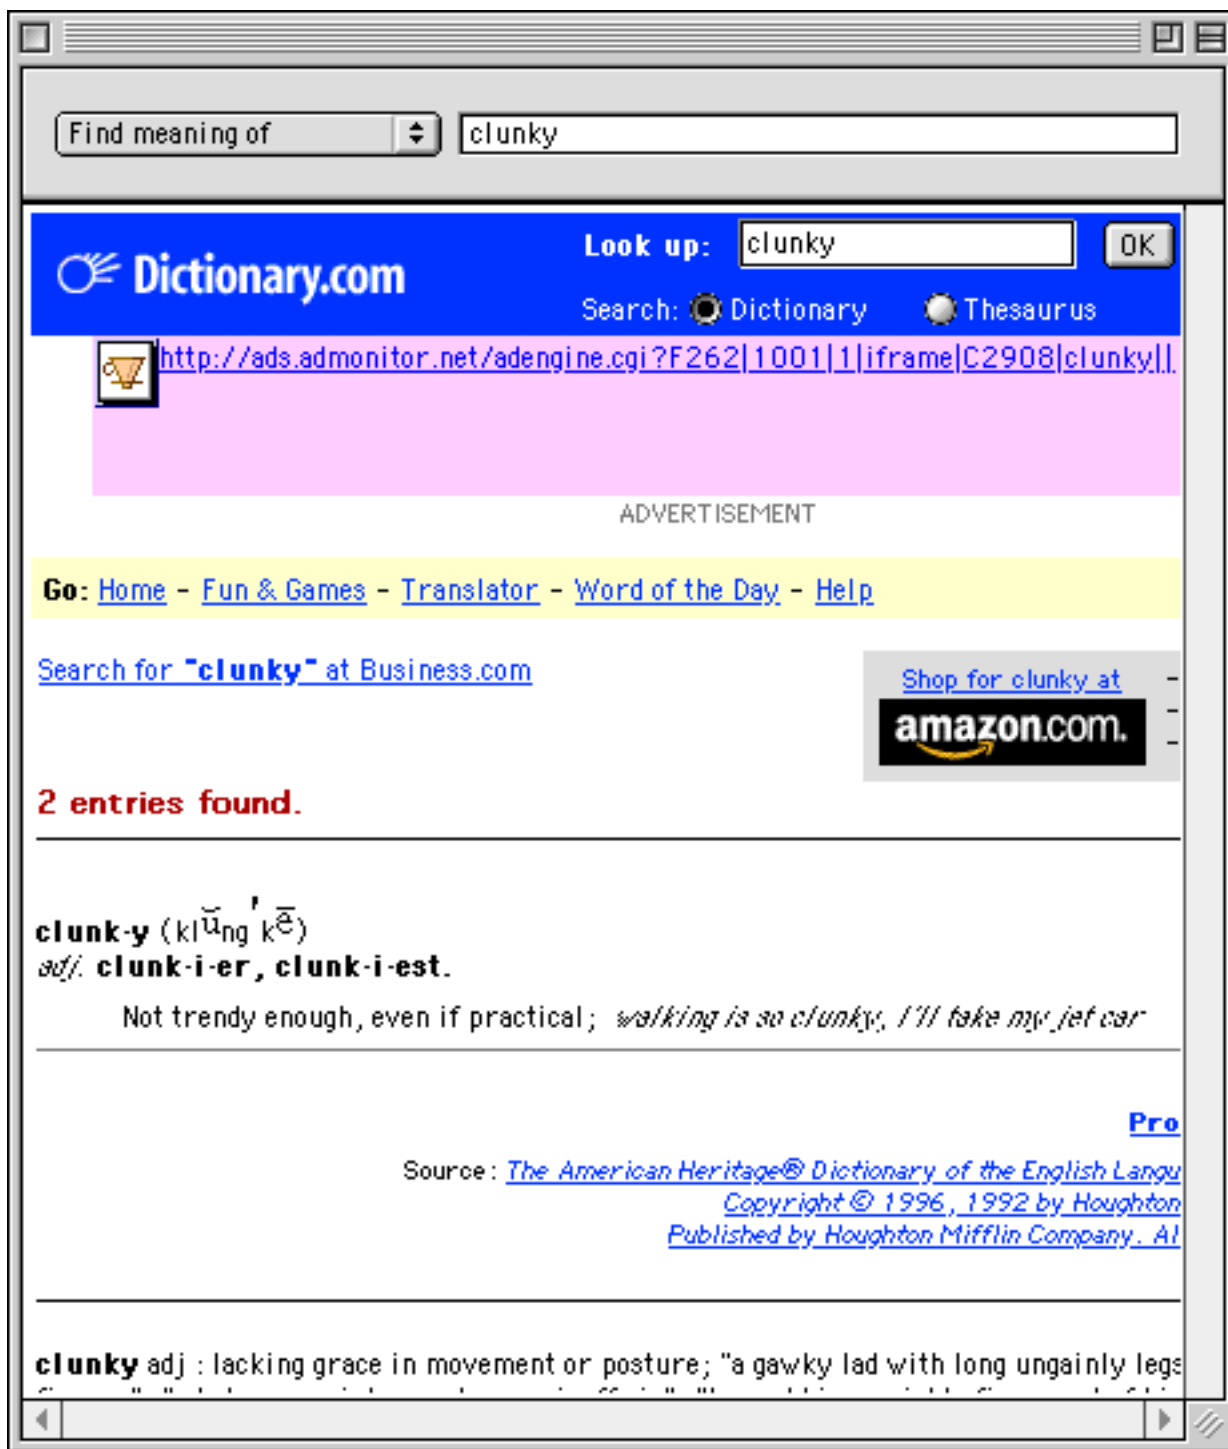 Find meaning of clunky
Dictionary.com
Look up: clunky OK
Search: Dictionary Thesaurus
http://ads.admonitor.net/adengine.cgi?F262|1001|1|iframe|C2908|clunky||
ADVERTISEMENT
Go: Home - Fun & Games - Translator - Word of the Day - Help
Search for "clunky" at Business.com
Shop for clunky at -
amazon.com. -
-
2 entries found.
clunk·y (klŭng'kē)
adj. clunk·i·er, clunk·i·est.
Not trendy enough, even if practical; walking is so clunky, I'll take my jet car
Pro
Source: The American Heritage® Dictionary of the English Langu
Copyright © 1996, 1992 by Houghton
Published by Houghton Mifflin Company. Al
clunky adj : lacking grace in movement or posture; "a gawky lad with long ungainly legs